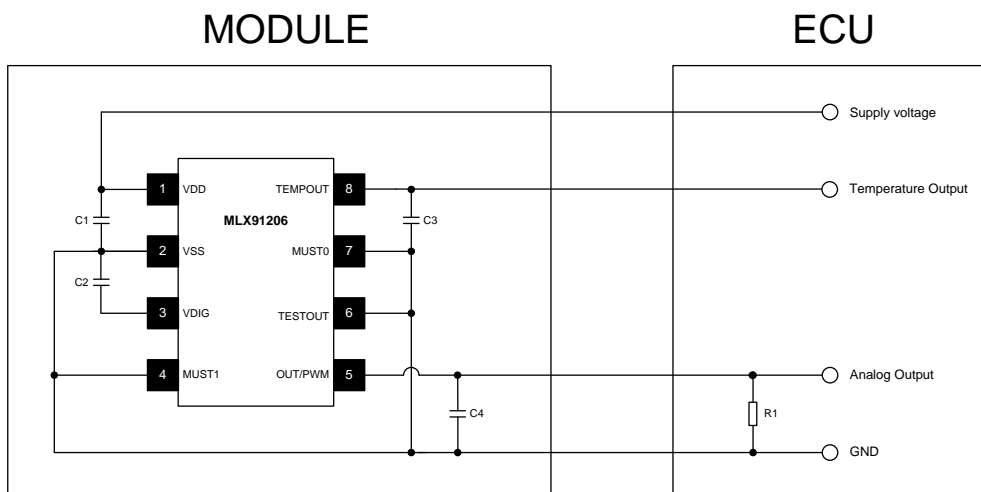 MODULE
ECU
Supply voltage
1 VDD TEMPOUT 8
Temperature Output
C1
MLX91206
C3
2 VSS MUST0 7
C2
3 VDIG TESTOUT 6
4 MUST1 OUT/PWM 5
Analog Output
C4
R1
GND